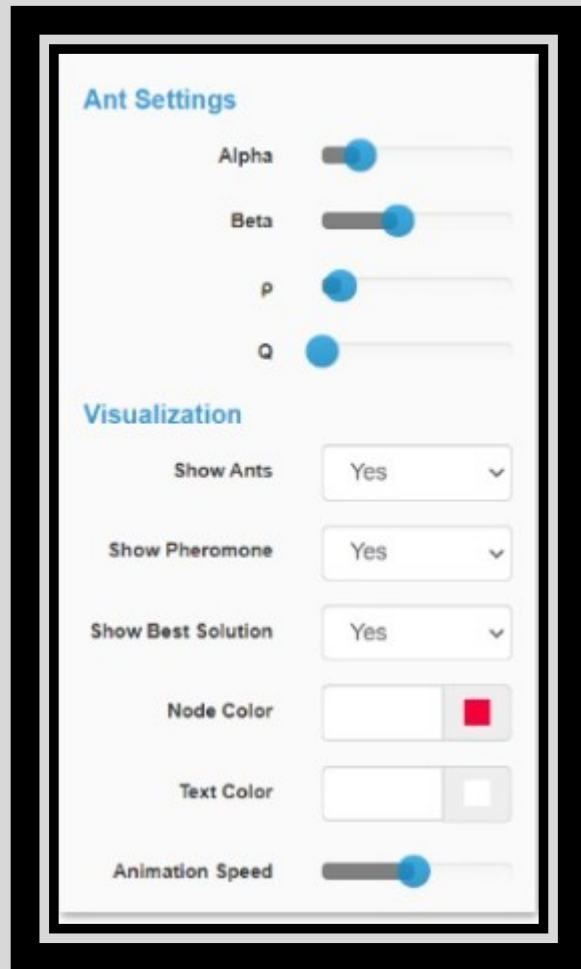 Ant Settings
Alpha
Beta
ρ
Q
Visualization
Show Ants Yes
Show Pheromone Yes
Show Best Solution Yes
Node Color
Text Color
Animation Speed